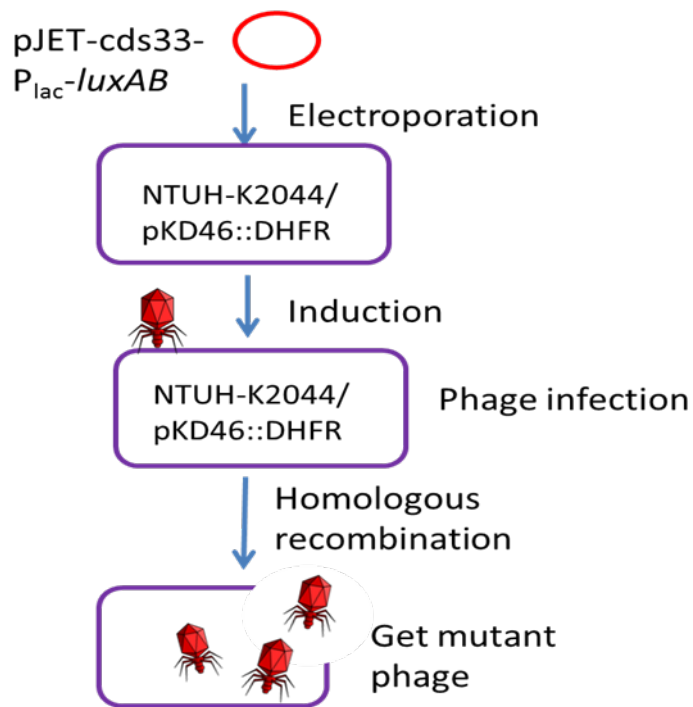 pJET-cds33-
Plac-luxAB
Electroporation
NTUH-K2044/
pKD46::DHFR
Induction
NTUH-K2044/
pKD46::DHFR
Phage infection
Homologous
recombination
Get mutant
phage